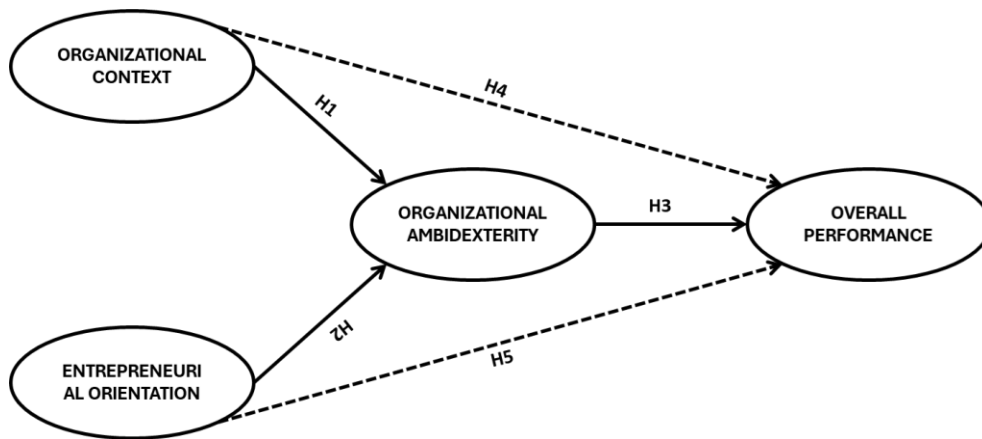 ORGANIZATIONAL
CONTEXT
H4
H1
ORGANIZATIONAL
AMBIDEXTERITY
H3
OVERALL
PERFORMANCE
H2
H5
ENTREPRENEURI
AL ORIENTATION